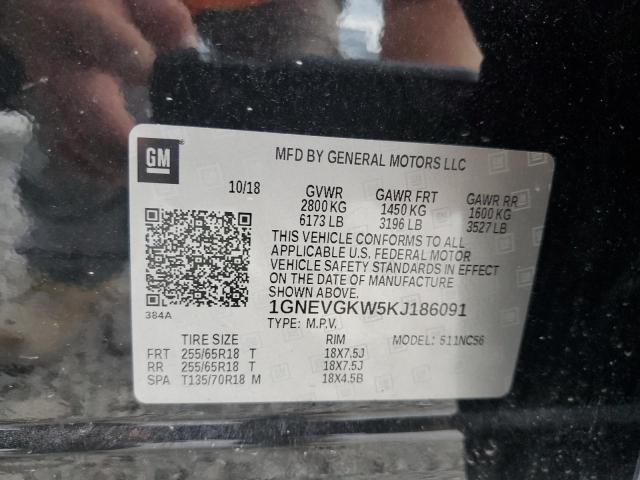 GM
MFD BY GENERAL MOTORS LLC
10/18 GVWR GAWR FRT GAWR RR
2800 KG 1450 KG 1600 KG
6173 LB 3196 LB 3527 LB
THIS VEHICLE CONFORMS TO ALL
APPLICABLE U.S. FEDERAL MOTOR
VEHICLE SAFETY STANDARDS IN EFFECT
ON THE DATE OF MANUFACTURE
SHOWN ABOVE.
384A
1GNEVGKW5KJ186091
TYPE: M.P.V.
TIRE SIZE RIM MODEL: 511NC56
FRT 255/65R18 T 18X7.5J
RR 255/65R18 T 18X7.5J
SPA T135/70R18 M 18X4.5B